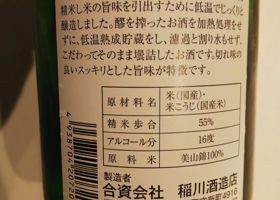 精米し米の旨味を引出すために低温でじっくりと
醸造しました。醪を搾ったお酒を加熱処理をせ
ずに、低温熟成貯蔵をし、濾過と割り水もせず、
こだわってそのまま壜詰したお酒です。切れ味
の良いスッキリとした旨味が特徴です。
原材料名 米(国産)・
米こうじ(国産米)
精米歩合 55%
アルコール分 16度
原料米 美山錦100%
製造者
合資会社 稲川酒造店